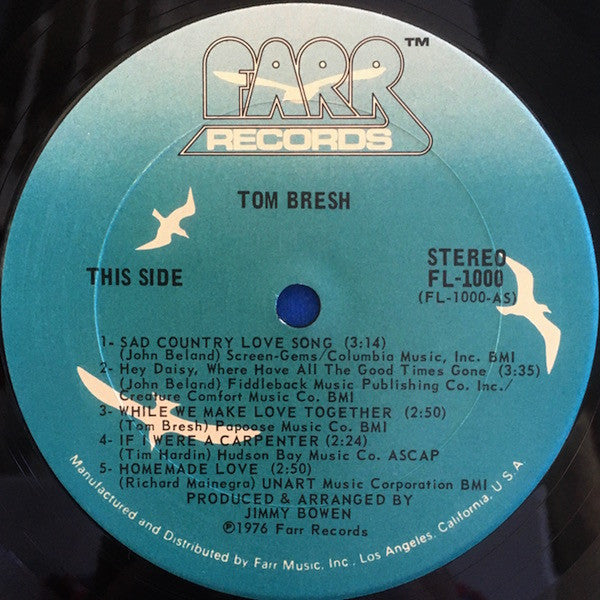 FARR™
RECORDS
TOM BRESH
THIS SIDE
STEREO
FL-1000
(FL-1000-AS)
1- SAD COUNTRY LOVE SONG (3:14)
(John Beland) Screen-Gems/Columbia Music, Inc. BMI
2- Hey Daisy, Where Have All The Good Times Gone (3:35)
(John Beland) Fiddleback Music Publishing Co. Inc./
Creature Comfort Music Co. BMI
3- WHILE WE MAKE LOVE TOGETHER (2:50)
(Tom Bresh) Papoose Music Co. BMI
4- IF I WERE A CARPENTER (2:24)
(Tim Hardin) Hudson Bay Music Co. ASCAP
5- HOMEMADE LOVE (2:50)
(Richard Mainegra) UNART Music Corporation BMI
PRODUCED & ARRANGED BY
JIMMY BOWEN
℗1976 Farr Records
Manufactured and Distributed by Farr Music, Inc., Los Angeles, California, U.S.A